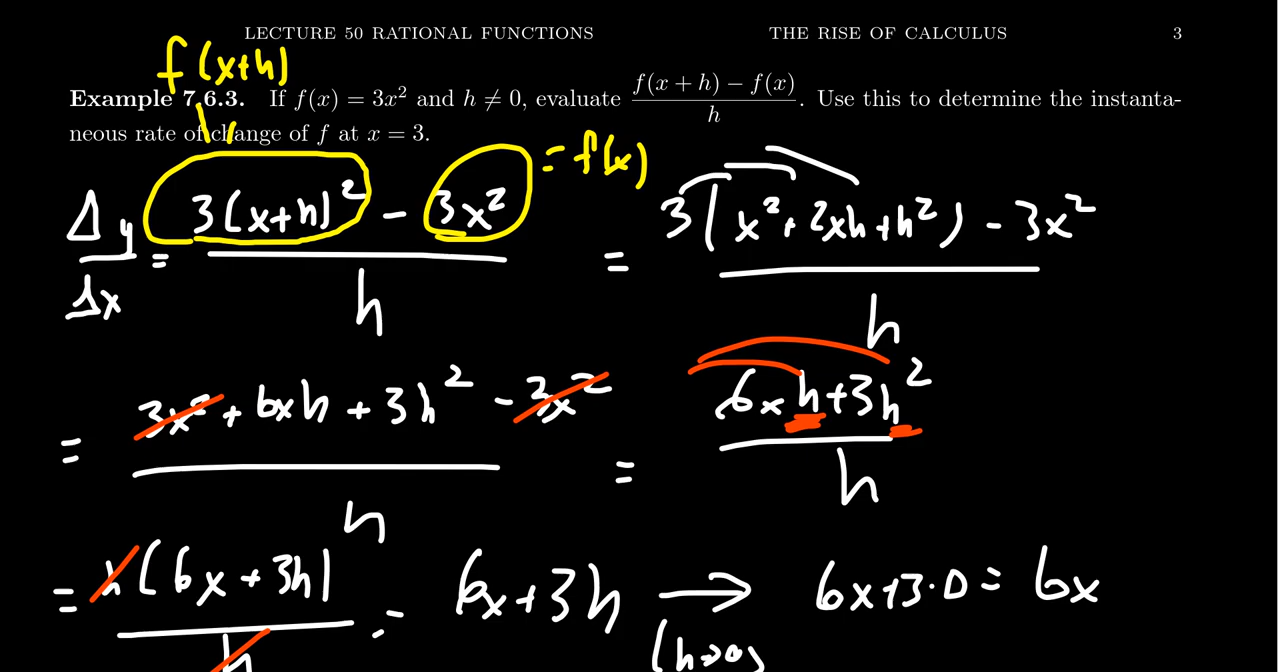 LECTURE 50 RATIONAL FUNCTIONS THE RISE OF CALCULUS 3
f(x+h)
Example 7.6.3. If f(x) = 3x² and h ≠ 0, evaluate (f(x + h) − f(x))/h. Use this to determine the instanta-
neous rate of change of f at x = 3.
= f(x)
Δy/Δx = (3(x+h)² - 3x²)/h = (3(x² + 2xh + h²) - 3x²)/h
= (3x² + 6xh + 3h² - 3x²)/h = (6xh + 3h²)/h
= h(6x + 3h)/h = 6x + 3h → 6x + 3·0 = 6x
(h→0)